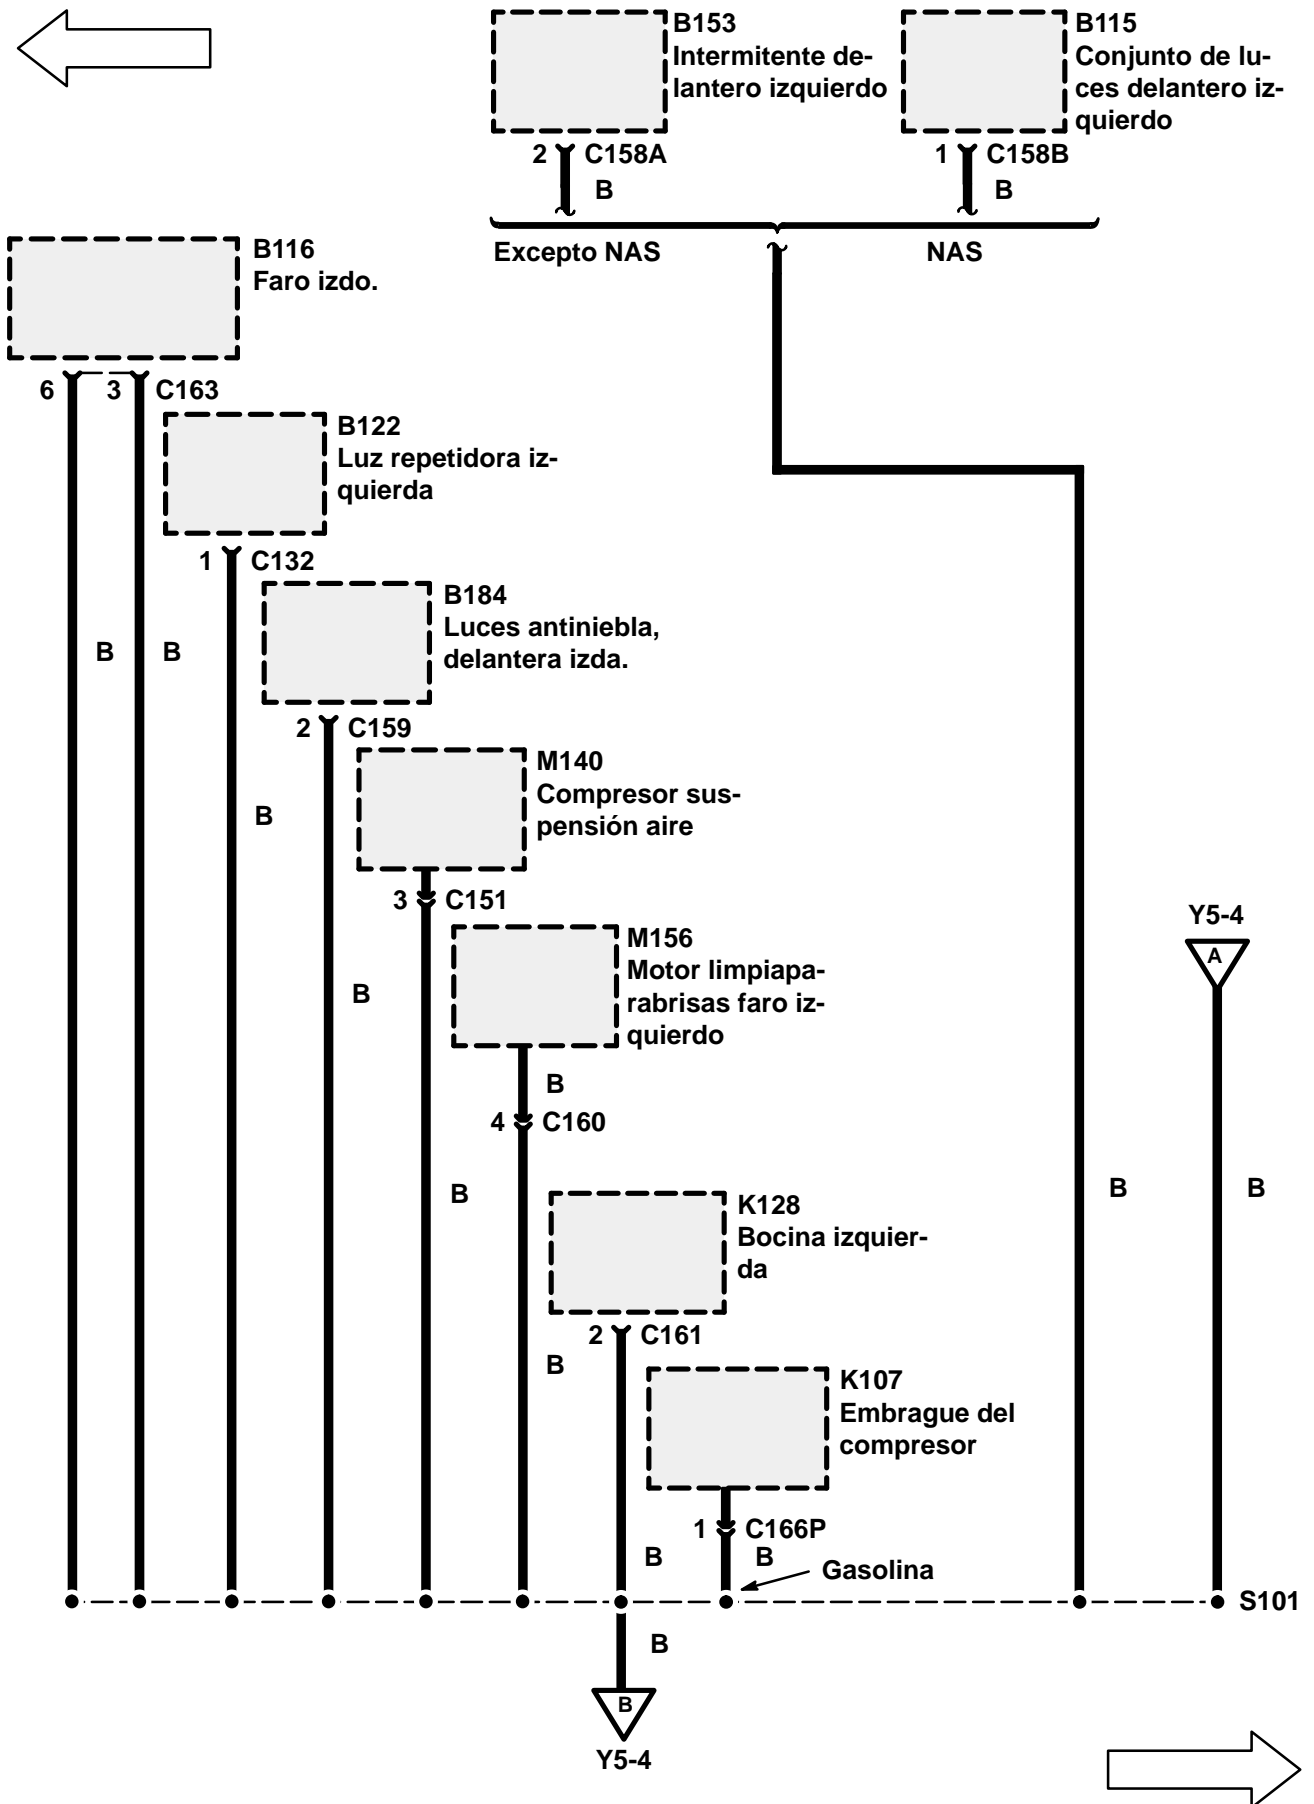 B153
Intermitente de-
lantero izquierdo
B115
Conjunto de lu-
ces delantero iz-
quierdo
2 C158A
1 C158B
B
B
Excepto NAS
NAS
B116
Faro izdo.
6 3 C163
B122
Luz repetidora iz-
quierda
1 C132
B184
Luces antiniebla,
delantera izda.
B B
2 C159
M140
Compresor sus-
pensión aire
B
3 C151
Y5-4
A
M156
Motor limpiapa-
rabrisas faro iz-
quierdo
B
B
4 C160
B
B
B
K128
Bocina izquier-
da
2 C161
B
K107
Embrague del
compresor
1 C166P
B
B
Gasolina
S101
B
B
Y5-4